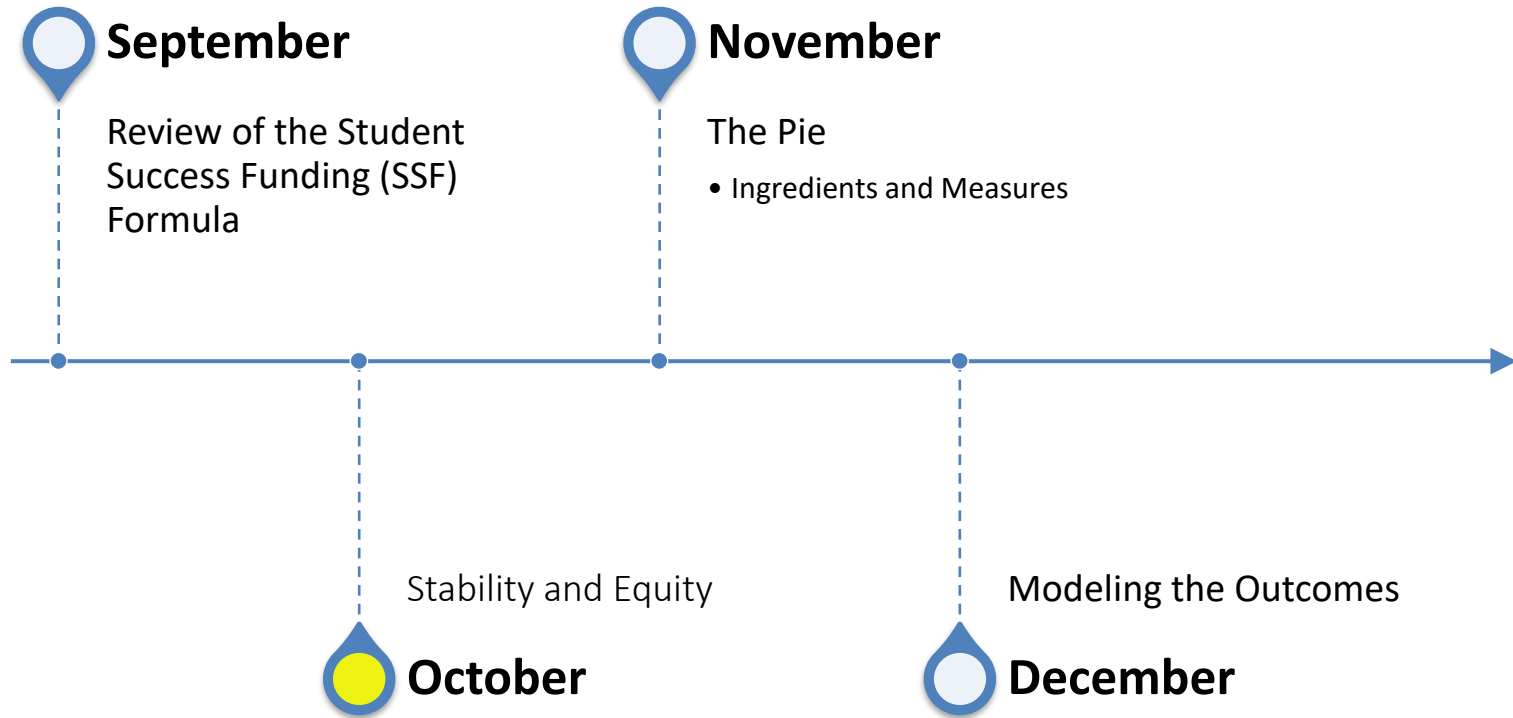 September
Review of the Student
Success Funding (SSF)
Formula
November
The Pie
• Ingredients and Measures
Stability and Equity
October
Modeling the Outcomes
December